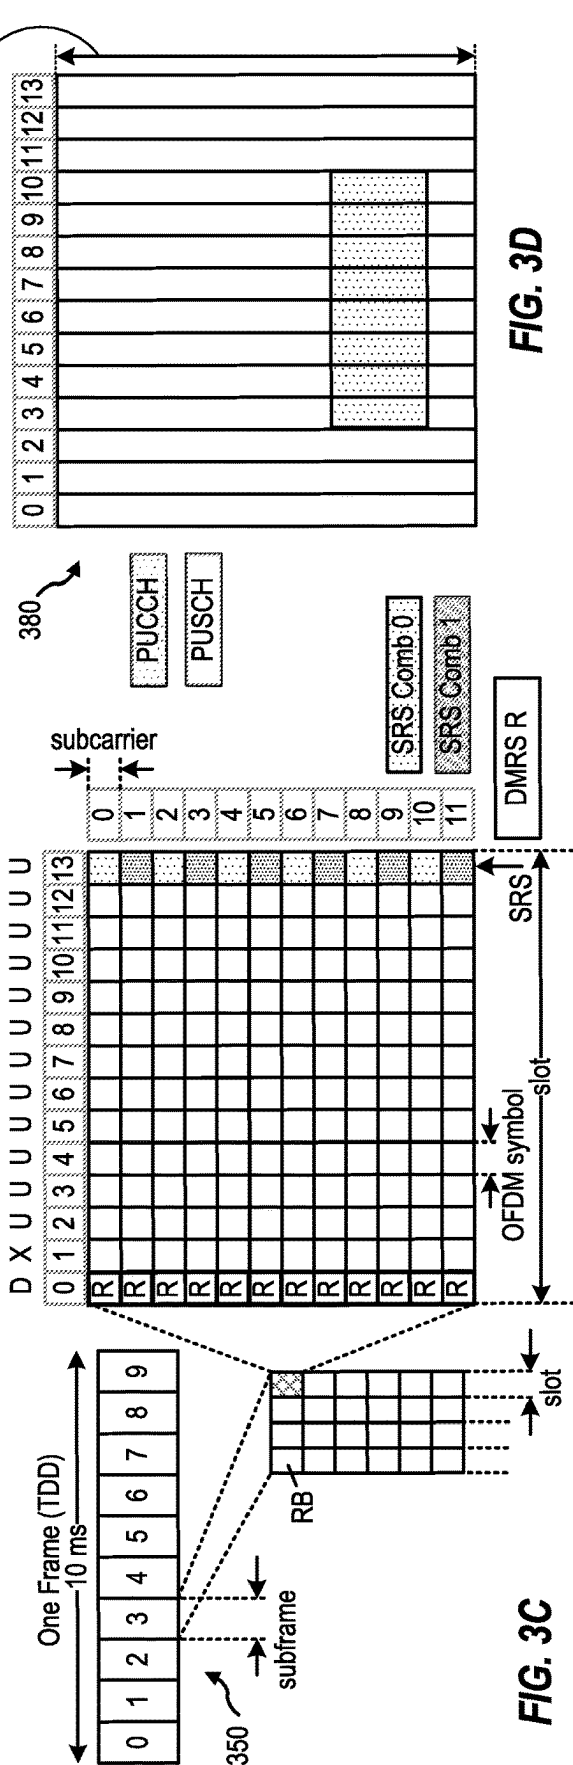 One Frame (TDD)
10 ms
0 1 2 3 4 5 6 7 8 9
350
subframe
RB
slot
FIG. 3C
D X U U U U U U U U U U U U
0 1 2 3 4 5 6 7 8 9 10 11 12 13
R
R
R
R
R
R
R
R
R
R
R
R
subcarrier
0
1
2
3
4
5
6
7
8
9
10
11
OFDM symbol
SRS
slot
SRS Comb 0
SRS Comb 1
DMRS R
380
PUCCH
PUSCH
0 1 2 3 4 5 6 7 8 9 10 11 12 13
FIG. 3D